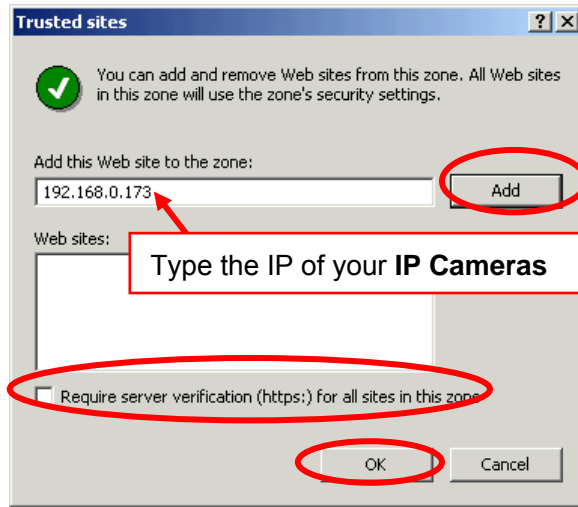 Trusted sites
You can add and remove Web sites from this zone. All Web sites
in this zone will use the zone's security settings.
Add this Web site to the zone:
192.168.0.173
Add
Web sites:
Type the IP of your IP Cameras
Require server verification (https:) for all sites in this zone
OK
Cancel